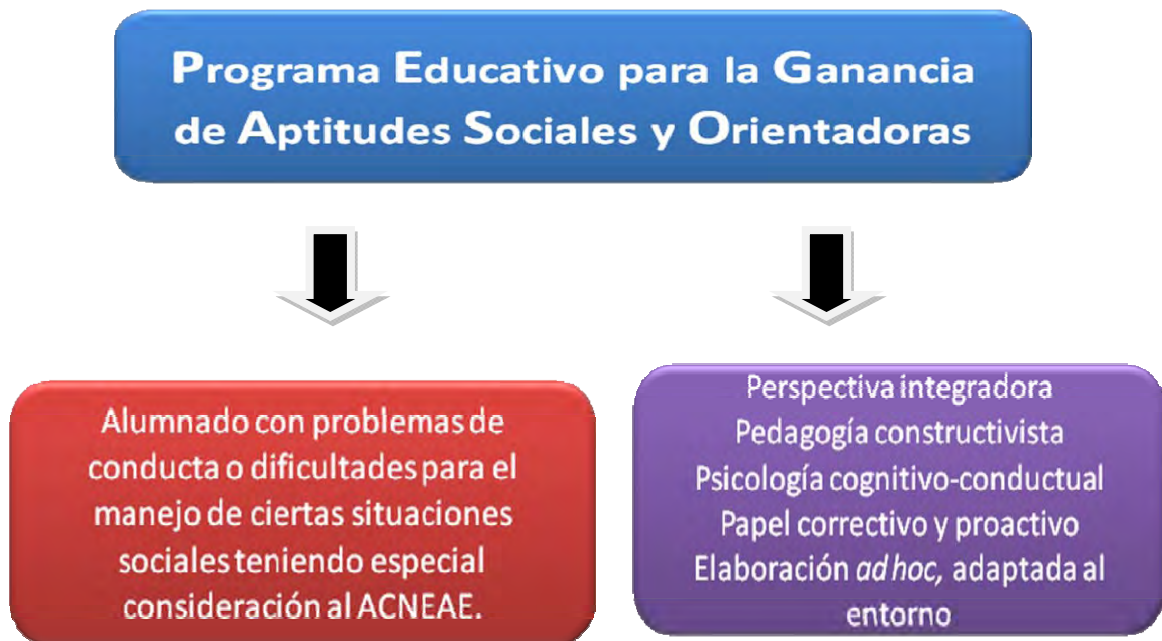 Programa Educativo para la Ganancia
de Aptitudes Sociales y Orientadoras
Alumnado con problemas de
conducta o dificultades para el
manejo de ciertas situaciones
sociales teniendo especial
consideración al ACNEAE.
Perspectiva integradora
Pedagogía constructivista
Psicología cognitivo-conductual
Papel correctivo y proactivo
Elaboración ad hoc, adaptada al
entorno